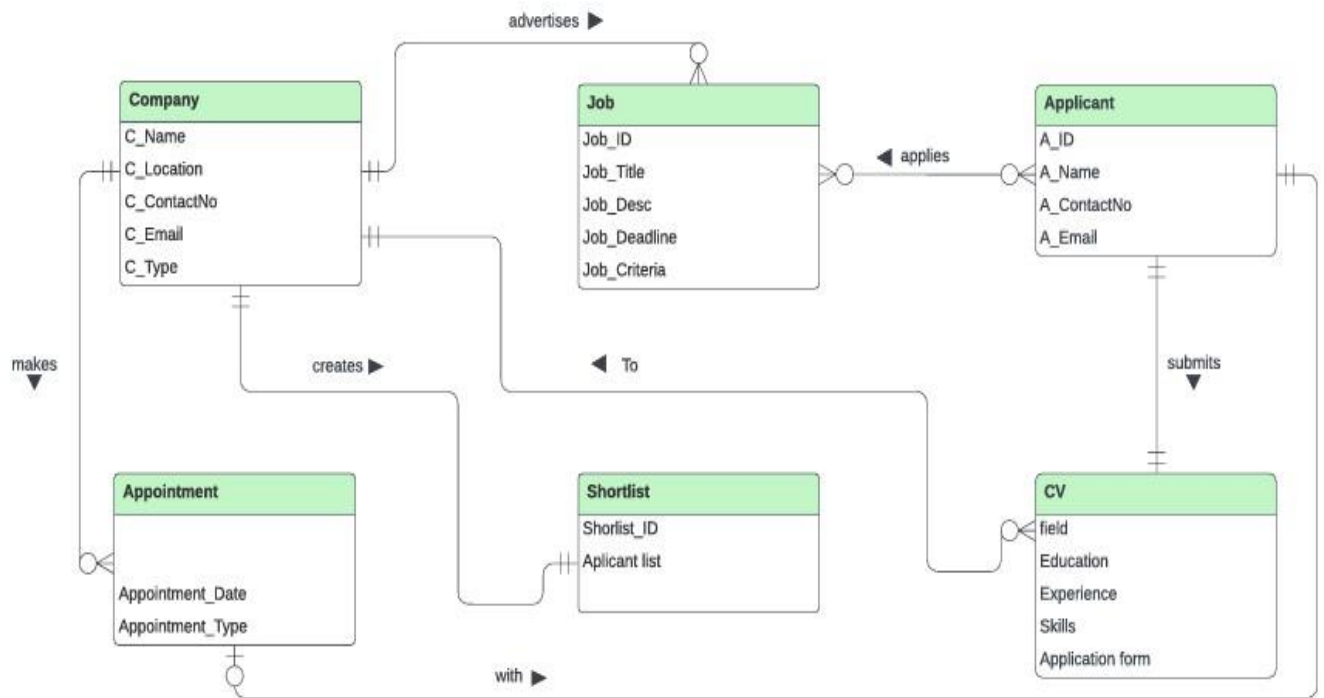 advertises
Company
C_Name
C_Location
C_ContactNo
C_Email
C_Type
Job
Job_ID
Job_Title
Job_Desc
Job_Deadline
Job_Criteria
applies
Applicant
A_ID
A_Name
A_ContactNo
A_Email
makes
creates
To
submits
Appointment
Appointment_Date
Appointment_Type
Shortlist
Shorlist_ID
Aplicant list
CV
field
Education
Experience
Skills
Application form
with